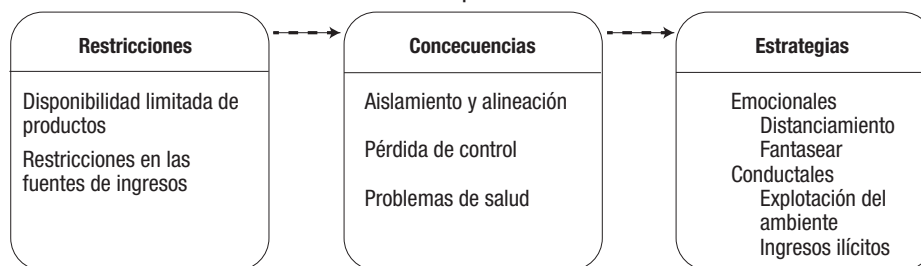 Restricciones
Disponibilidad limitada de
productos
Restricciones en las
fuentes de ingresos
Concecuencias
Aislamiento y alineación
Pérdida de control
Problemas de salud
Estrategias
Emocionales
Distanciamiento
Fantasear
Conductales
Explotación del
ambiente
Ingresos ilícitos